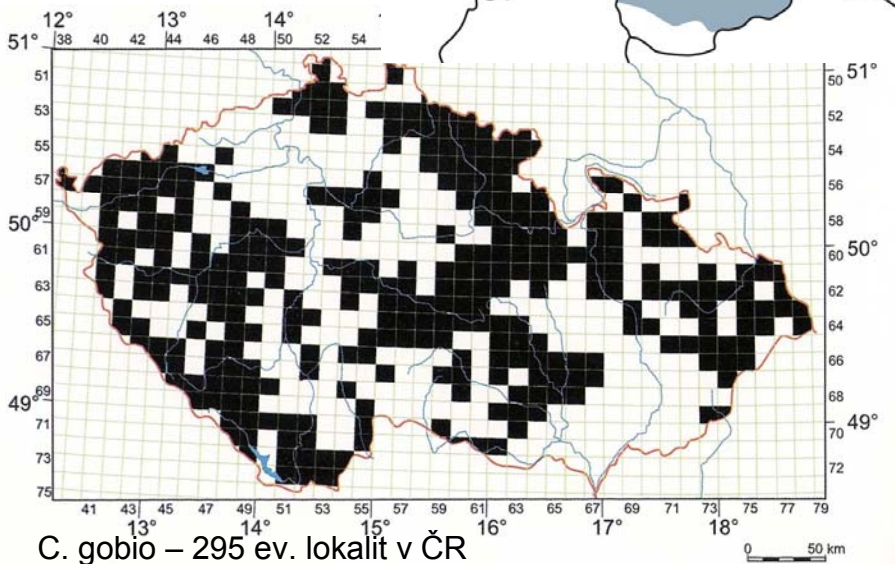 12° 13° 14°
38 40 42 44 46 48 50 52 54
51° 51 53 55 57 50° 59 61 63 65 67 69 49° 71 73 75
50 51° 52 54 56 58 60 50° 62 64 66 68 49° 70 72
41 43 45 47 49 51 53 55 57 59 61 63 65 67 69 71 73 75 77 79
13° 14° 15° 16° 17° 18°
0 50 km
C. gobio – 295 ev. lokalit v ČR